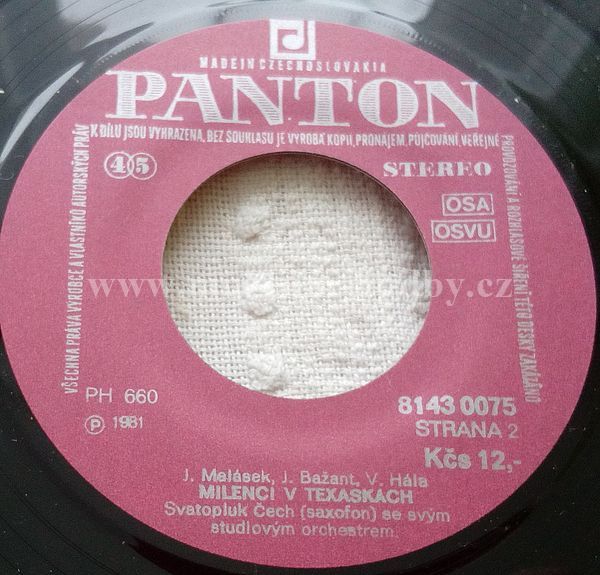 MADE IN CZECHOSLOVAKIA
PANTON
VŠECHNA PRÁVA VÝROBCE A VLASTNÍKŮ AUTORSKÝCH PRÁV K DÍLU JSOU VYHRAZENA, BEZ SOUHLASU JE VÝROBA KOPIÍ, PRONÁJEM, PŮJČOVÁNÍ, VEŘEJNÉ PROVOZOVÁNÍ A ROZHLASOVÉ ŠÍŘENÍ TÉTO DESKY ZAKÁZÁNO
45
STEREO
OSA
OSVU
PH 660
℗ 1981
8143 0075
STRANA 2
Kčs 12,-
J. Malásek, J. Bažant, V. Hála
MILENCI V TEXASKÁCH
Svatopluk Čech (saxofon) se svým
studiovým orchestrem.